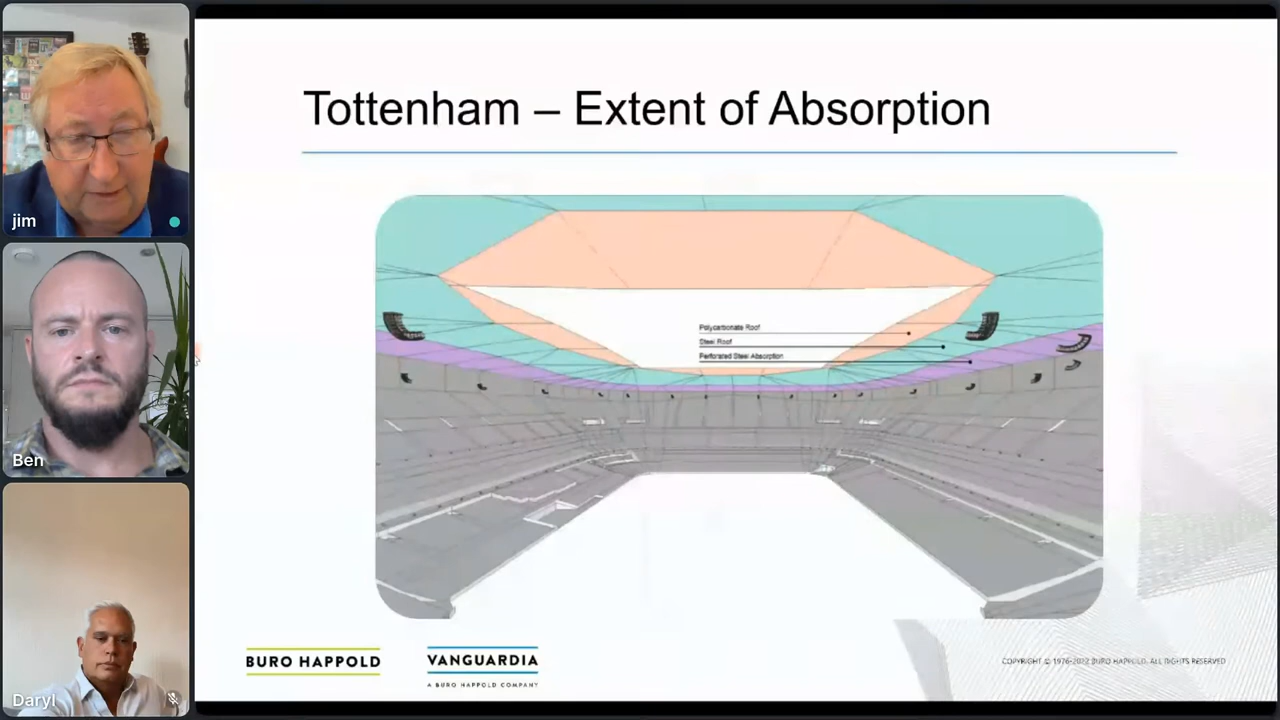 jim
Ben
Daryl
Tottenham – Extent of Absorption
Polycarbonate Roof
Steel Roof
Perforated Steel Absorption
BURO HAPPOLD
VANGUARDIA
A BURO HAPPOLD COMPANY
COPYRIGHT © 1976-2022 BURO HAPPOLD. ALL RIGHTS RESERVED